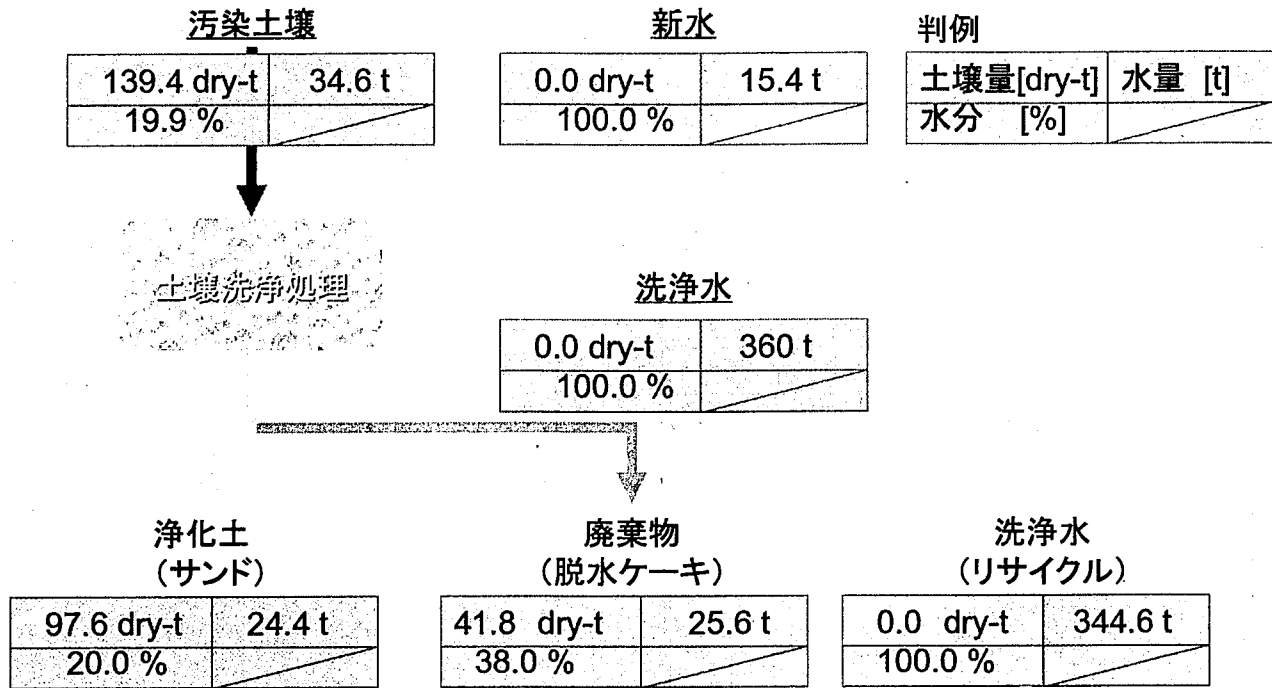 汚染土壌
139.4 dry-t 34.6 t
19.9 %
新水
0.0 dry-t 15.4 t
100.0 %
判例
土壌量[dry-t] 水量 [t]
水分 [%]
土壌洗浄処理
洗浄水
0.0 dry-t 360 t
100.0 %
浄化土
(サンド)
97.6 dry-t 24.4 t
20.0 %
廃棄物
(脱水ケーキ)
41.8 dry-t 25.6 t
38.0 %
洗浄水
(リサイクル)
0.0 dry-t 344.6 t
100.0 %